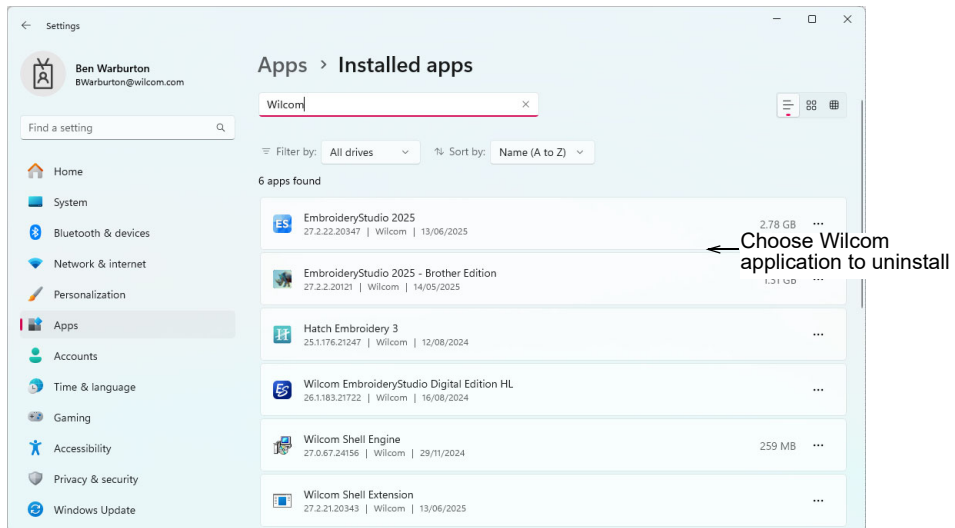 Settings
Ben Warburton
BWarburton@wilcom.com
Find a setting
Home
System
Bluetooth & devices
Network & internet
Personalization
Apps
Accounts
Time & language
Gaming
Accessibility
Privacy & security
Windows Update
Apps > Installed apps
Wilcom
Filter by: All drives Sort by: Name (A to Z)
6 apps found
ES EmbroideryStudio 2025 2.78 GB
27.2.22.20347 | Wilcom | 13/06/2025
Choose Wilcom
application to uninstall
EmbroideryStudio 2025 - Brother Edition 1.51 GB
27.2.2.20121 | Wilcom | 14/05/2025
H Hatch Embroidery 3
25.1.176.21247 | Wilcom | 12/08/2024
ES Wilcom EmbroideryStudio Digital Edition HL
26.1.183.21722 | Wilcom | 16/08/2024
Wilcom Shell Engine 259 MB
27.0.67.24156 | Wilcom | 29/11/2024
Wilcom Shell Extension
27.2.21.20343 | Wilcom | 13/06/2025